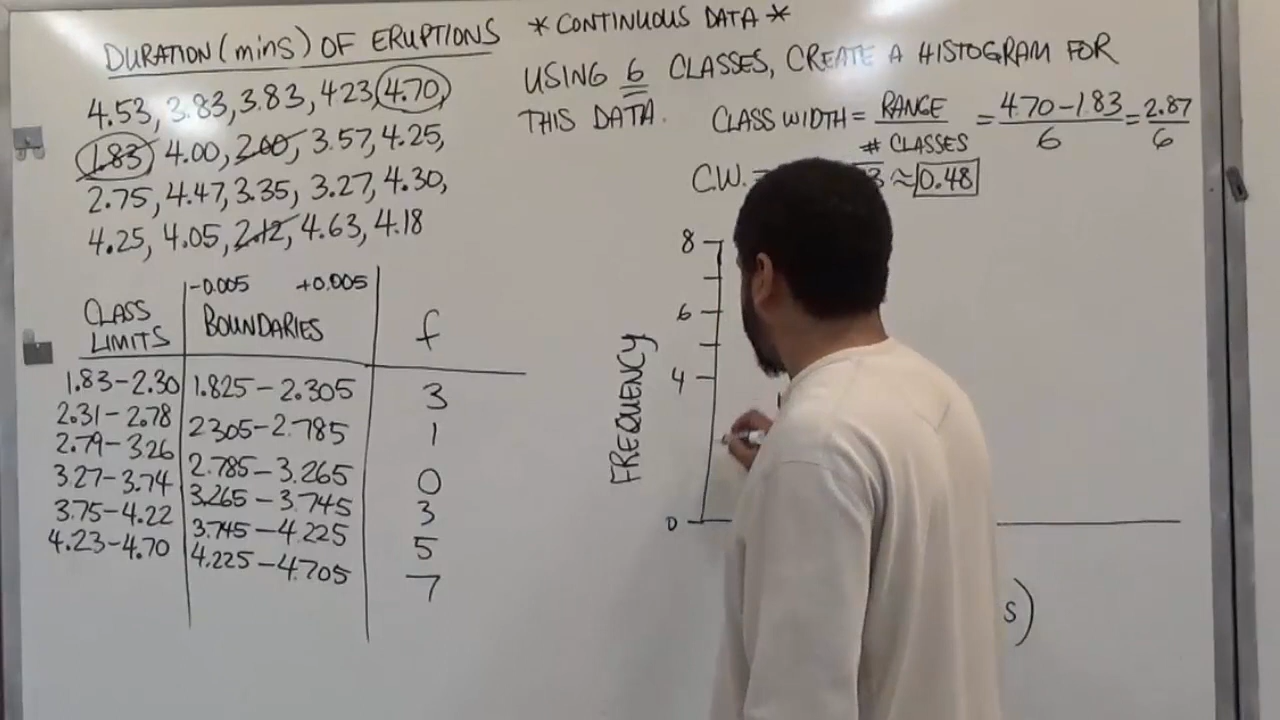 DURATION (mins) OF ERUPTIONS
4.53, 3.83, 3.83, 423, 4.70,
1.83, 4.00, 2.00, 3.57, 4.25,
2.75, 4.47, 3.35, 3.27, 4.30,
4.25, 4.05, 2.12, 4.63, 4.18
* CONTINUOUS DATA *
USING 6 CLASSES, CREATE A HISTOGRAM FOR
THIS DATA.
CLASS WIDTH = RANGE / # CLASSES = 4.70-1.83 / 6 = 2.87 / 6
C.W. = 3 ≈ 0.48
-0.005 +0.005
CLASS LIMITS BOUNDARIES f
1.83-2.30 1.825-2.305 3
2.31-2.78 2305-2.785 1
2.79-3.26 2.785-3.265 0
3.27-3.74 3.265-3.745 3
3.75-4.22 3.745-4.225 5
4.23-4.70 4.225-4.705 7
FREQUENCY
8
6
4
0
s)